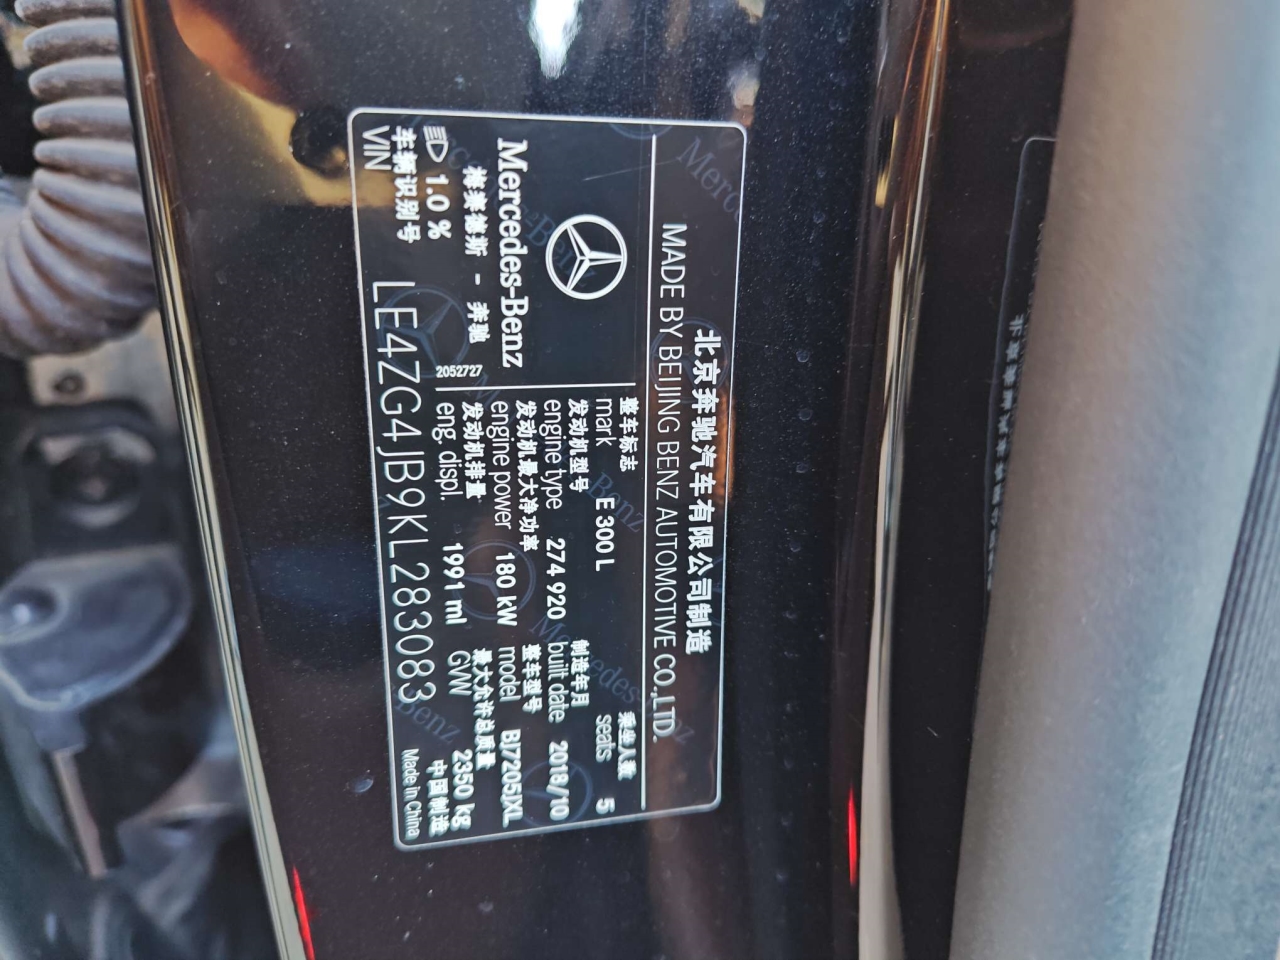 北京奔驰汽车有限公司制造
MADE BY BEIJING BENZ AUTOMOTIVE CO.,LTD.
Mercedes-Benz
梅赛德斯 - 奔驰
2052727
1.0 %
整车标志
mark E 300 L
乘坐人数
seats 5
发动机型号
engine type 274 920
制造年月
built date 2018/10
发动机最大净功率
engine power 180 kW
整车型号
model BJ7205JXL
发动机排量
eng. displ. 1991 ml
最大允许总质量
GVW 2350 kg
车辆识别号
VIN LE4ZG4JB9KL283083
中国制造
Made in China